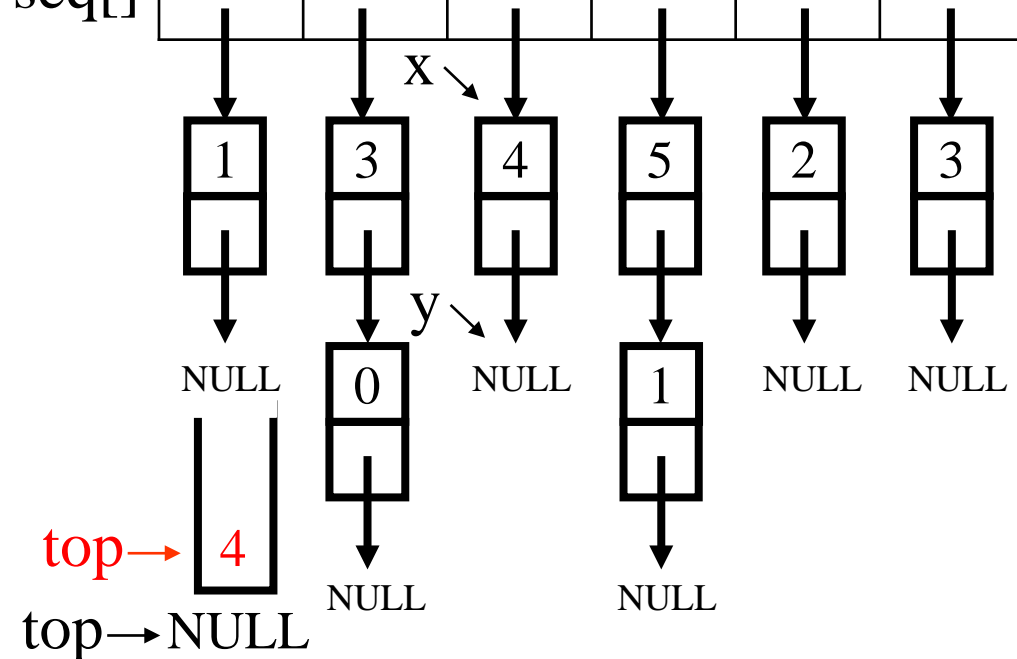 seq[]
x
1 3 4 5 2 3
y
NULL NULL NULL NULL
0 1
top 4
NULL NULL
top NULL